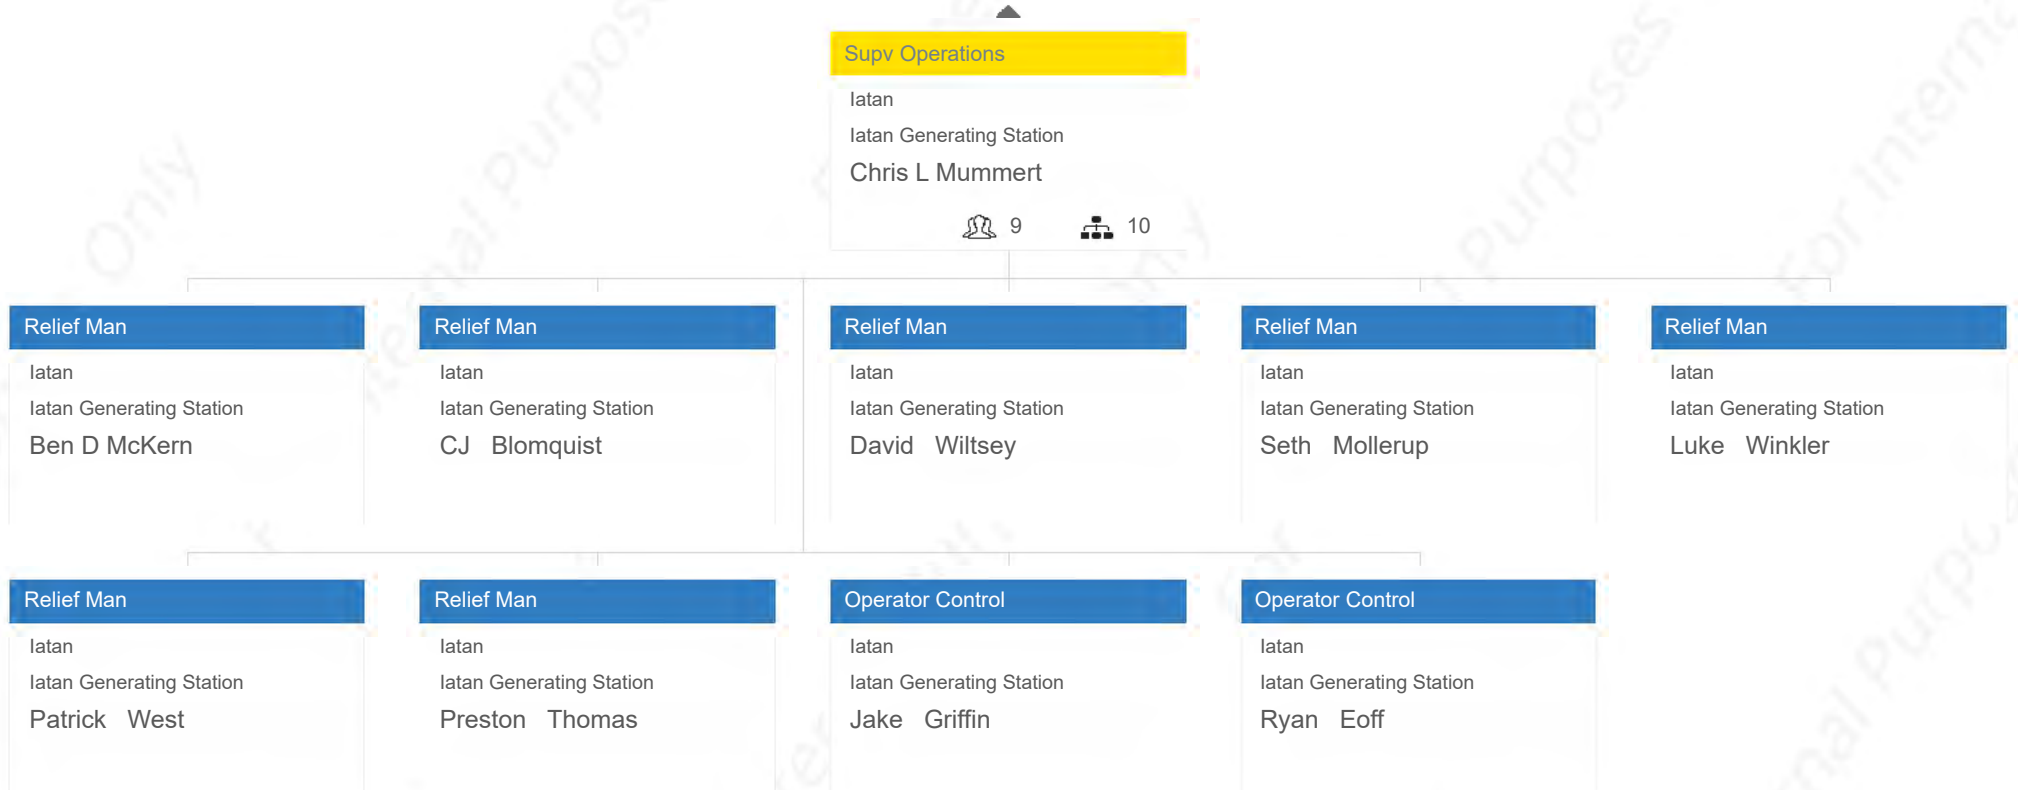 Supv Operations
Iatan
Iatan Generating Station
Chris L Mummert
9 10
Relief Man
Iatan
Iatan Generating Station
Ben D McKern
Relief Man
Iatan
Iatan Generating Station
CJ Blomquist
Relief Man
Iatan
Iatan Generating Station
David Wiltsey
Relief Man
Iatan
Iatan Generating Station
Seth Mollerup
Relief Man
Iatan
Iatan Generating Station
Luke Winkler
Relief Man
Iatan
Iatan Generating Station
Patrick West
Relief Man
Iatan
Iatan Generating Station
Preston Thomas
Operator Control
Iatan
Iatan Generating Station
Jake Griffin
Operator Control
Iatan
Iatan Generating Station
Ryan Eoff
Only
Purposes
For